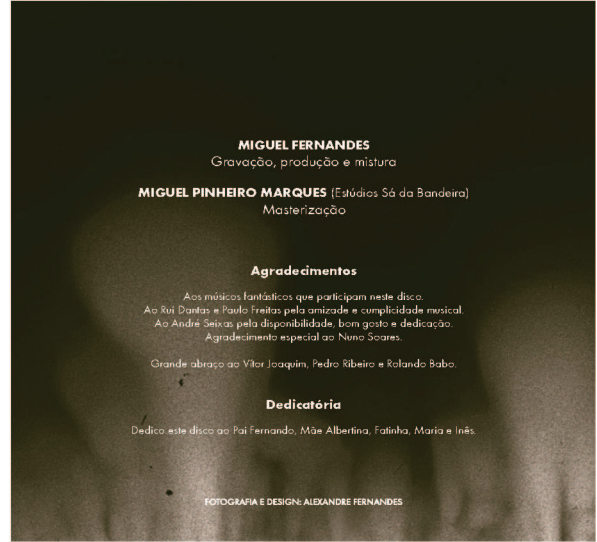 MIGUEL FERNANDES
Gravação, produção e mistura
MIGUEL PINHEIRO MARQUES (Estúdios Sá da Bandeira)
Masterização
Agradecimentos
Aos músicos fantásticos que participam neste disco.
Ao Rui Dantas e Paulo Freitas pela amizade e cumplicidade musical.
Ao André Seixas pela disponibilidade, bom gosto e dedicação.
Agradecimento especial ao Nuno Soares.
Grande abraço ao Vítor Joaquim, Pedro Ribeiro e Rolando Babo.
Dedicatória
Dedico este disco ao Pai Fernando, Mãe Albertina, Fatinha, Maria e Inês.
FOTOGRAFIA E DESIGN: ALEXANDRE FERNANDES